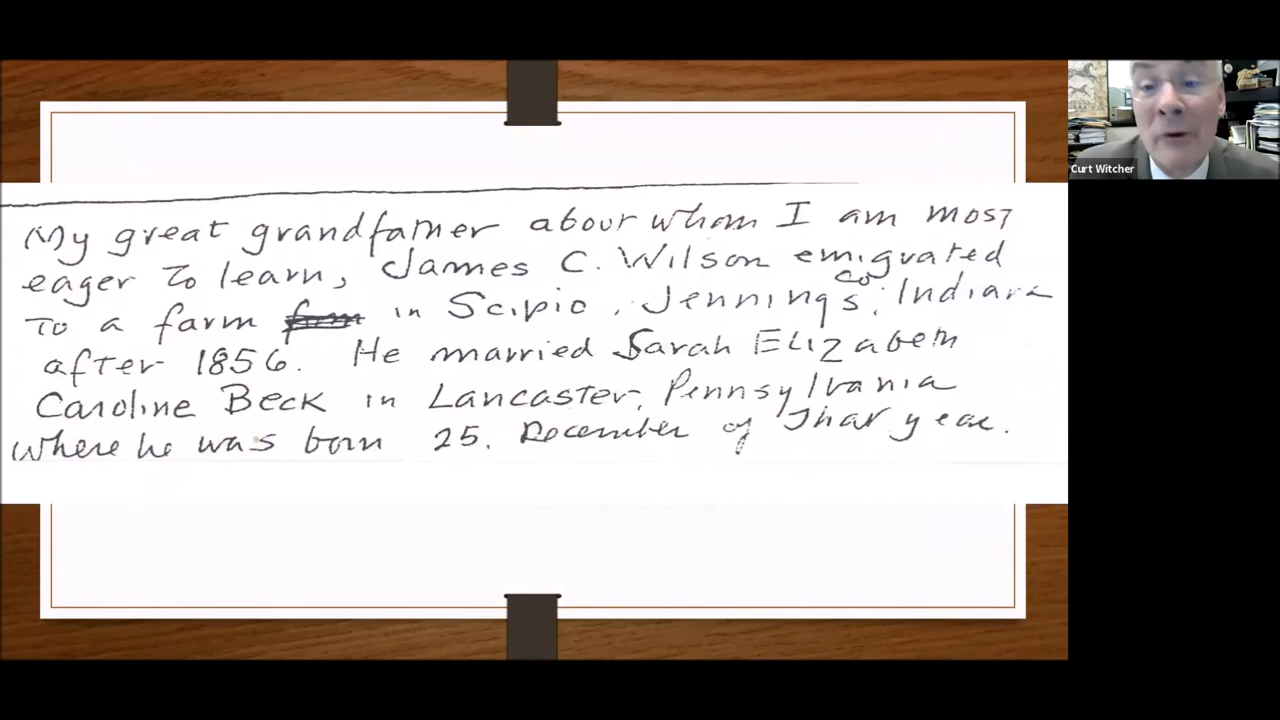 My great grandfather about whom I am most
eager to learn, James C. Wilson emigrated
to a farm in Scipio, Jennings co, Indiana
after 1856. He married Sarah Elizabeth
Caroline Beck in Lancaster, Pennsylvania
where he was born 25. December of that year.
Curt Witcher